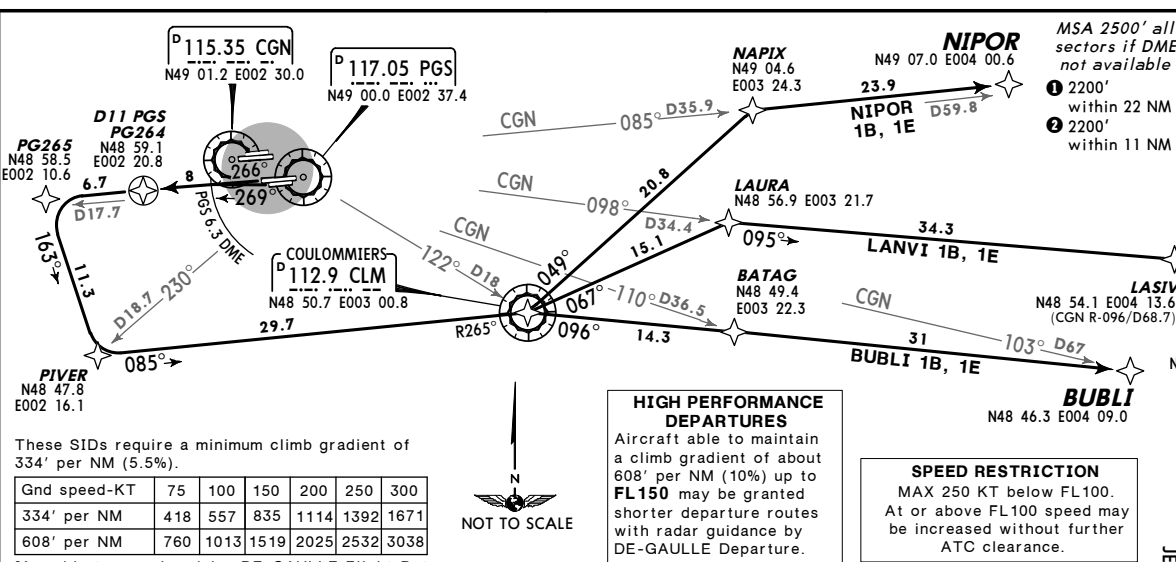 D 115.35 CGN
N49 01.2 E002 30.0
D 117.05 PGS
N49 00.0 E002 37.4
NAPIX
N49 04.6
E003 24.3
NIPOR
N49 07.0 E004 00.6
MSA 2500' all
sectors if DME
not available
❶ 2200'
within 22 NM
❷ 2200'
within 11 NM
23.9
NIPOR
1B, 1E
D59.8
CGN
085°
D35.9
D11 PGS
PG264
N48 59.1
E002 20.8
PG265
N48 58.5
E002 10.6
6.7
D17.7
8
266°
269°
PGS 6.3 DME
163°
11.3
D18.7
230°
CGN
098°
D34.4
20.8
LAURA
N48 56.9 E003 21.7
095°
34.3
LANVI 1B, 1E
15.1
CGN
122°
D18
COULOMMIERS
D 112.9 CLM
N48 50.7 E003 00.8
049°
067°
096°
110°
D36.5
BATAG
N48 49.4
E003 22.3
CGN
103°
D67
LASIV
N48 54.1 E004 13.6
(CGN R-096/D68.7)
N
29.7
R265°
14.3
31
BUBLI 1B, 1E
085°
PIVER
N48 47.8
E002 16.1
BUBLI
N48 46.3 E004 09.0
These SIDs require a minimum climb gradient of
334' per NM (5.5%).
Gnd speed-KT 75 100 150 200 250 300
334' per NM 418 557 835 1114 1392 1671
608' per NM 760 1013 1519 2025 2532 3038
N
NOT TO SCALE
HIGH PERFORMANCE
DEPARTURES
Aircraft able to maintain
a climb gradient of about
608' per NM (10%) up to
FL150 may be granted
shorter departure routes
with radar guidance by
DE-GAULLE Departure.
SPEED RESTRICTION
MAX 250 KT below FL100.
At or above FL100 speed may
be increased without further
ATC clearance.
JE